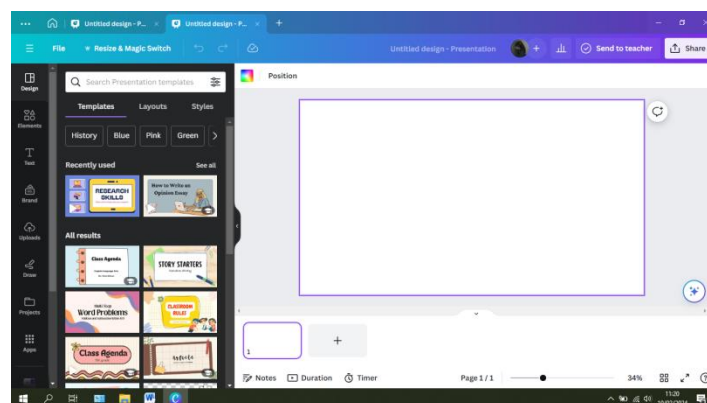 Untitled design - P...
Untitled design - P...
File
Resize & Magic Switch
Untitled design - Presentation
Send to teacher
Share
Design
Elements
Text
Brand
Uploads
Draw
Projects
Apps
Search Presentation templates
Templates
Layouts
Styles
History
Blue
Pink
Green
Recently used
See all
RESEARCH SKILLS
How to Write an
Opinion Essay
All results
Class Agenda
STORY STARTERS
Word Problems
CLASSROOM
RULES
Class Agenda
Position
1
Notes
Duration
Timer
Page 1 / 1
34%
11:20